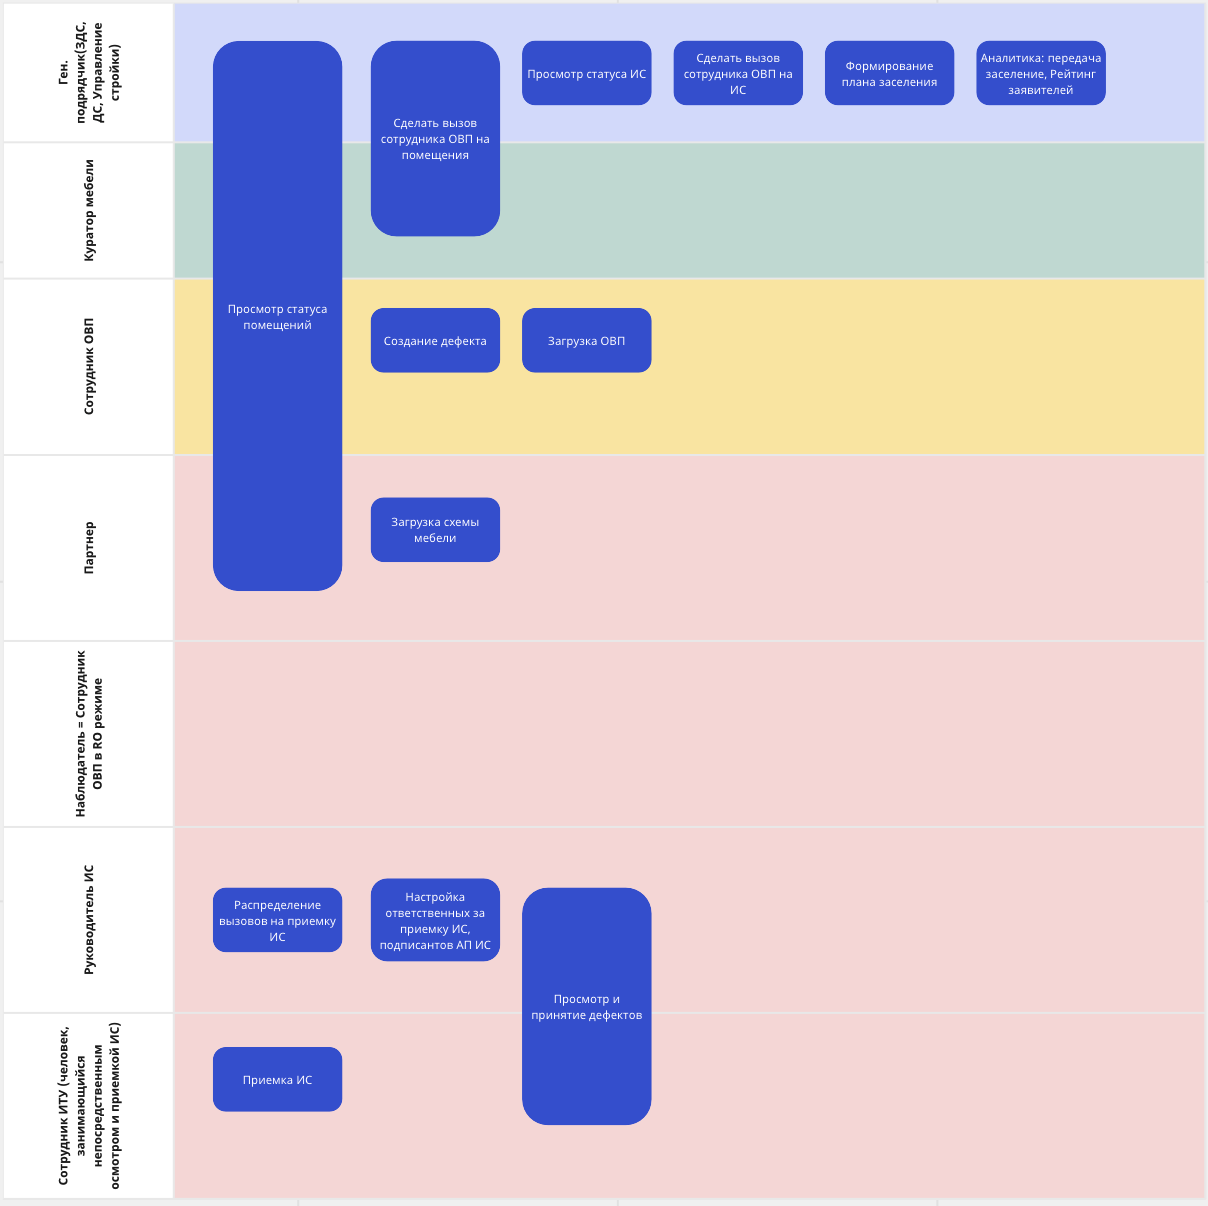 Ген.
подрядчик(ЗДС,
ДС, Управление
стройки)
Сделать вызов
сотрудника ОВП на
помещения
Просмотр статуса ИС
Сделать вызов
сотрудника ОВП на
ИС
Формирование
плана заселения
Аналитика: передача
заселение, Рейтинг
заявителей
Куратор мебели
Просмотр статуса
помещений
Сотрудник ОВП
Создание дефекта
Загрузка ОВП
Партнер
Загрузка схемы
мебели
Наблюдатель = Сотрудник
ОВП в RO режиме
Руководитель ИС
Распределение
вызовов на приемку
ИС
Настройка
ответственных за
приемку ИС,
подписантов АП ИС
Просмотр и
принятие дефектов
Сотрудник ИТУ (человек,
занимающийся
непосредственным
осмотром и приемкой ИС)
Приемка ИС